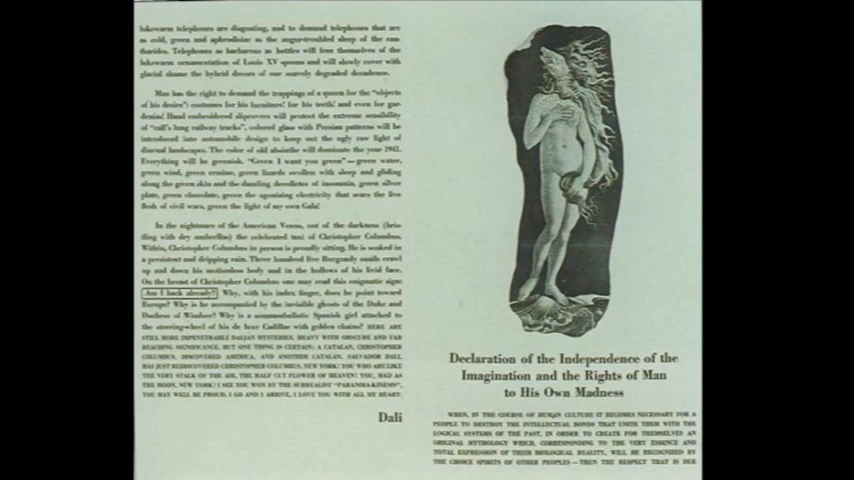 lukewarm telephones are disgusting, and to demand telephones that are
as cold, green and aphrodisiac as the augur-troubled sleep of the can-
tharides. Telephones as barbarous as bottles will free themselves of the
lukewarm ornamentation of Louis XV spoons and will slowly cover with
glacial shame the hybrid decors of our suavely degraded decadence.
Man has the right to demand the trappings of a queen for the "objects
of his desire": costumes for his furniture! for his teeth! and even for gar-
denias! Hand embroidered slipcovers will protect the extreme sensibility
of "calf's lung railway tracks", colored glass with Persian patterns will be
introduced into automobile design to keep out the ugly raw light of
diurnal landscapes. The color of old absinthe will dominate the year 1941.
Everything will be greenish. "Green I want you green" — green water,
green wind, green ermine, green lizards swollen with sleep and gliding
along the green skin and the dazzling decolletes of insomnia, green silver
plate, green chocolate, green the agonizing electricity that sears the live
flesh of civil wars, green the light of my own Gala!
In the nightmare of the American Venus, out of the darkness (bris-
tling with dry umbrellas) the celebrated taxi of Christopher Columbus.
Within, Christopher Columbus in person is proudly sitting. He is soaked in
a persistent and dripping rain. Three hundred live Burgundy snails crawl
up and down his motionless body and in the hollows of his livid face.
On the breast of Christopher Columbus one may read this enigmatic sign:
Am I back already? Why, with his index finger, does he point toward
Europe? Why is he accompanied by the invisible ghosts of the Duke and
Duchess of Windsor? Why is a somnambulistic Spanish girl attached to
the steering-wheel of his de luxe Cadillac with golden chains? HERE ARE
STILL MORE IMPENETRABLE DALIAN MYSTERIES, HEAVY WITH OBSCURE AND FAR
REACHING SIGNIFICANCE. BUT ONE THING IS CERTAIN: A CATALAN, CHRISTOPHER
COLUMBUS, DISCOVERED AMERICA, AND ANOTHER CATALAN, SALVADOR DALI,
HAS JUST REDISCOVERED CHRISTOPHER COLUMBUS. NEW YORK! YOU WHO ARE LIKE
THE VERY STALK OF THE AIR, THE HALF CUT FLOWER OF HEAVEN! YOU, MAD AS
THE MOON, NEW YORK! I SEE YOU WON BY THE SURREALIST "PARANOIA-KINESIS",
YOU MAY WELL BE PROUD, I GO AND I ARRIVE, I LOVE YOU WITH ALL MY HEART.
Dali
Declaration of the Independence of the
Imagination and the Rights of Man
to His Own Madness
WHEN, IN THE COURSE OF HUMAN CULTURE IT BECOMES NECESSARY FOR A
PEOPLE TO DESTROY THE INTELLECTUAL BONDS THAT UNITE THEM WITH THE
LOGICAL SYSTEMS OF THE PAST, IN ORDER TO CREATE FOR THEMSELVES AN
ORIGINAL MYTHOLOGY WHICH, CORRESPONDING TO THE VERY ESSENCE AND
TOTAL EXPRESSION OF THEIR BIOLOGICAL REALITY, WILL BE RECOGNIZED BY
THE CHOICE SPIRITS OF OTHER PEOPLES — THEN THE RESPECT THAT IS DUE